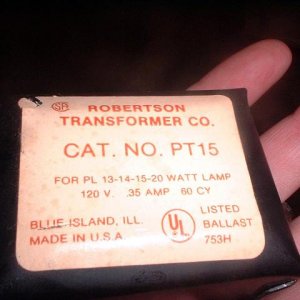 SA ROBERTSON
TRANSFORMER CO.
CAT. NO. PT15
FOR PL 13-14-15-20 WATT LAMP
120 V. .35 AMP 60 CY
BLUE ISLAND, ILL.
MADE IN U.S.A.
UL
LISTED
BALLAST
753H